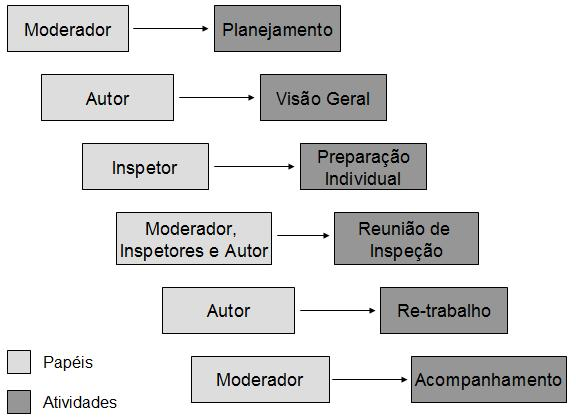 Moderador
Planejamento
Autor
Visão Geral
Inspetor
Preparação
Individual
Moderador,
Inspetores e Autor
Reunião de
Inspeção
Autor
Re-trabalho
Moderador
Acompanhamento
Papéis
Atividades